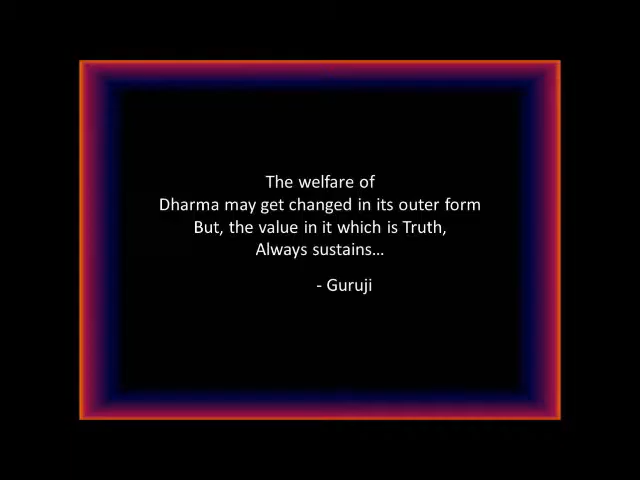 The welfare of
Dharma may get changed in its outer form
But, the value in it which is Truth,
Always sustains…
- Guruji